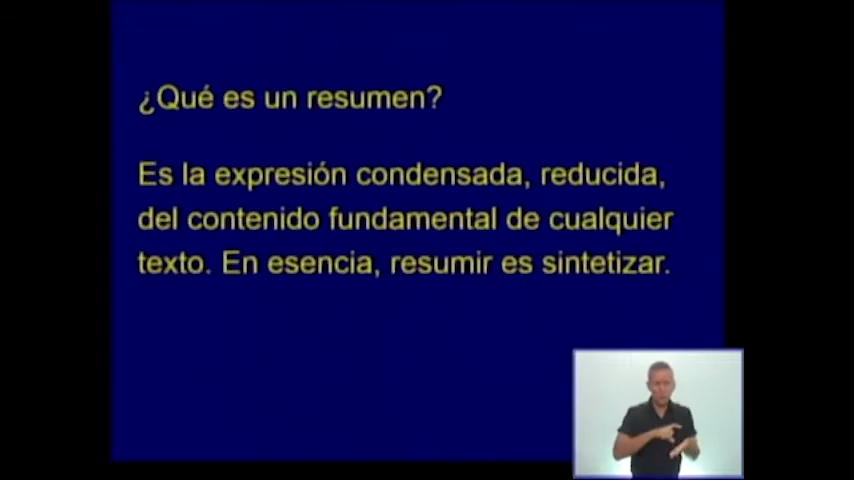 ¿Qué es un resumen?
Es la expresión condensada, reducida,
del contenido fundamental de cualquier
texto. En esencia, resumir es sintetizar.